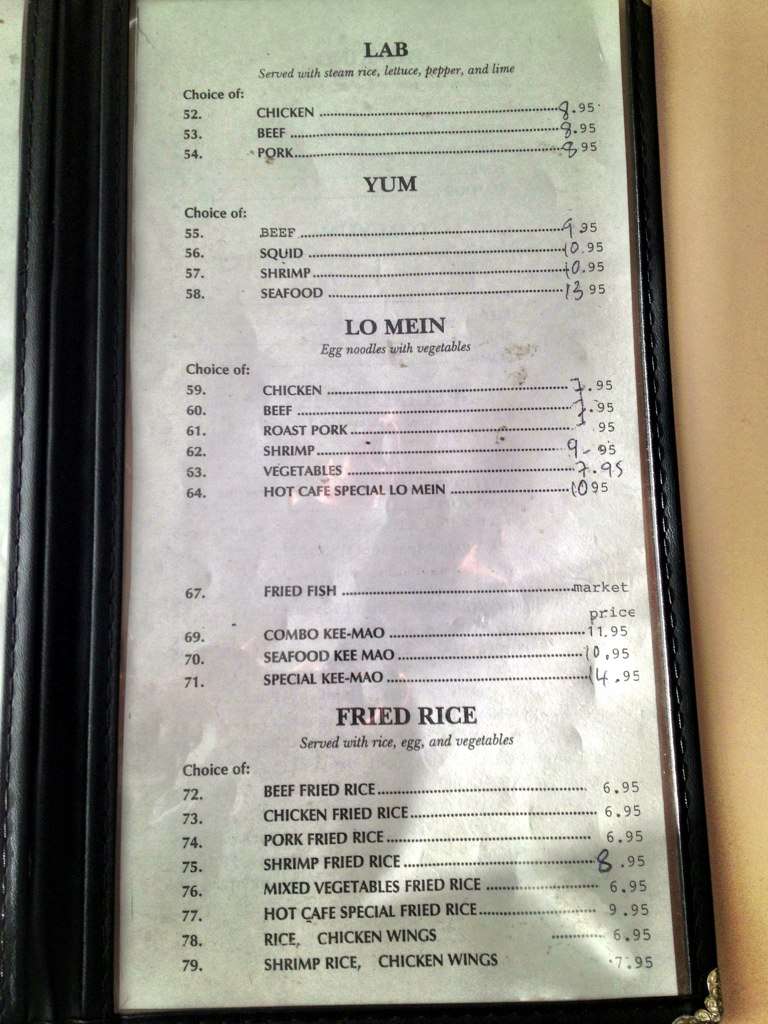 LAB
Served with steam rice, lettuce, pepper, and lime
Choice of:
52. CHICKEN 8.95
53. BEEF 8.95
54. PORK 8 95
YUM
Choice of:
55. BEEF 9 95
56. SQUID 10.95
57. SHRIMP 10.95
58. SEAFOOD 13 95
LO MEIN
Egg noodles with vegetables
Choice of:
59. CHICKEN 7.95
60. BEEF 7.95
61. ROAST PORK 95
62. SHRIMP 9-95
63. VEGETABLES 7.95
64. HOT CAFE SPECIAL LO MEIN 10 95
67. FRIED FISH market
price
69. COMBO KEE-MAO 11.95
70. SEAFOOD KEE MAO 10.95
71. SPECIAL KEE-MAO 14.95
FRIED RICE
Served with rice, egg, and vegetables
Choice of:
72. BEEF FRIED RICE 6.95
73. CHICKEN FRIED RICE 6.95
74. PORK FRIED RICE 6.95
75. SHRIMP FRIED RICE 8.95
76. MIXED VEGETABLES FRIED RICE 6.95
77. HOT CAFE SPECIAL FRIED RICE 9.95
78. RICE, CHICKEN WINGS 6.95
79. SHRIMP RICE, CHICKEN WINGS 7.95